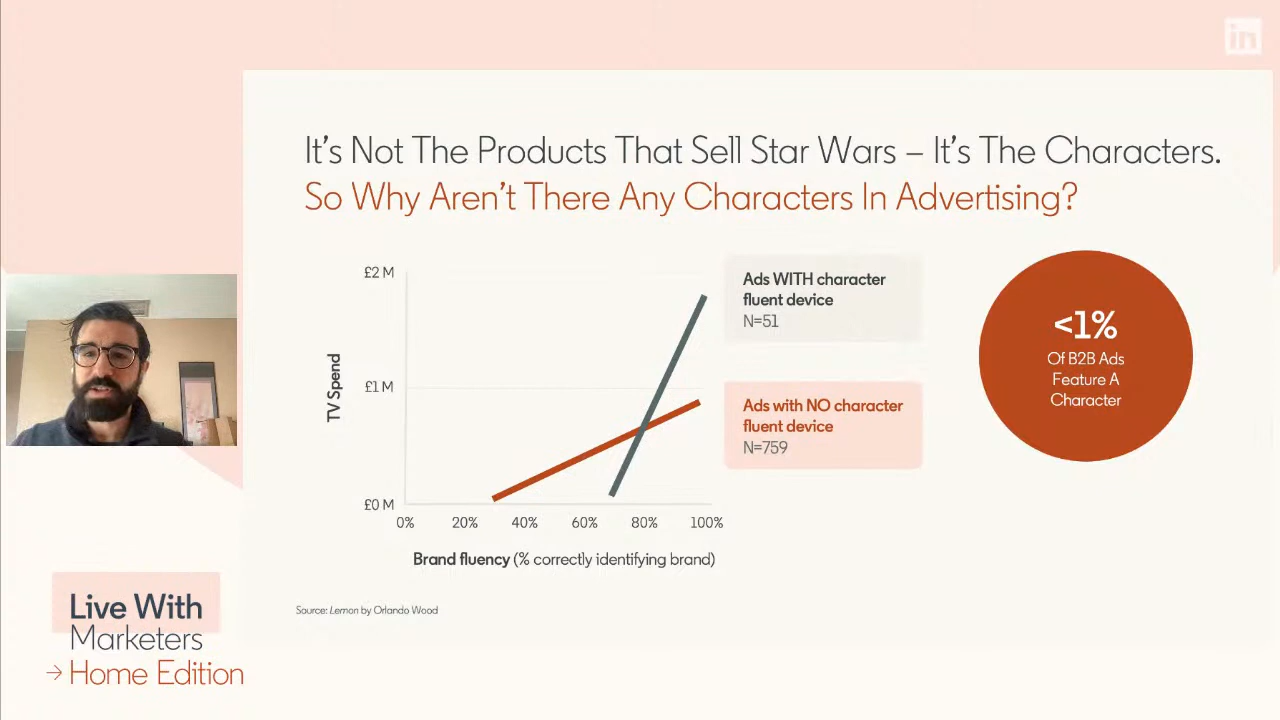 in
It's Not The Products That Sell Star Wars – It's The Characters.
So Why Aren't There Any Characters In Advertising?
£2 M
£1 M
£0 M
TV Spend
0%
20%
40%
60%
80%
100%
Brand fluency (% correctly identifying brand)
Ads WITH character
fluent device
N=51
Ads with NO character
fluent device
N=759
<1%
Of B2B Ads
Feature A
Character
Source: Lemon by Orlando Wood
Live With
Marketers
→ Home Edition